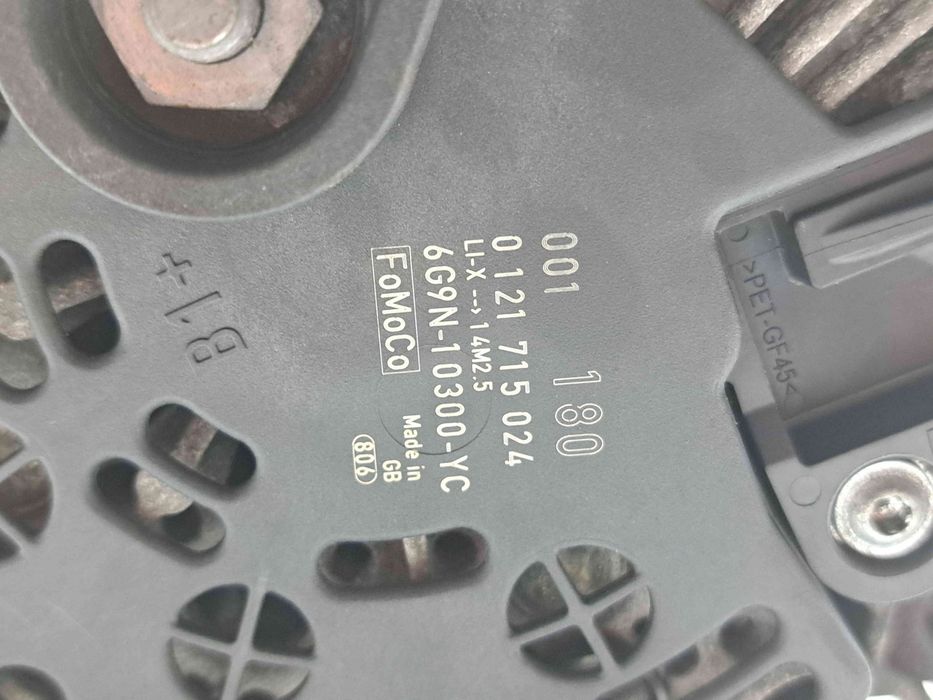 001 180
0 121 715 024
LI-X --> 14M2.5
6G9N-10300-YC
FoMoCo
Made in
GB
806
B1+
>PET-GF45<